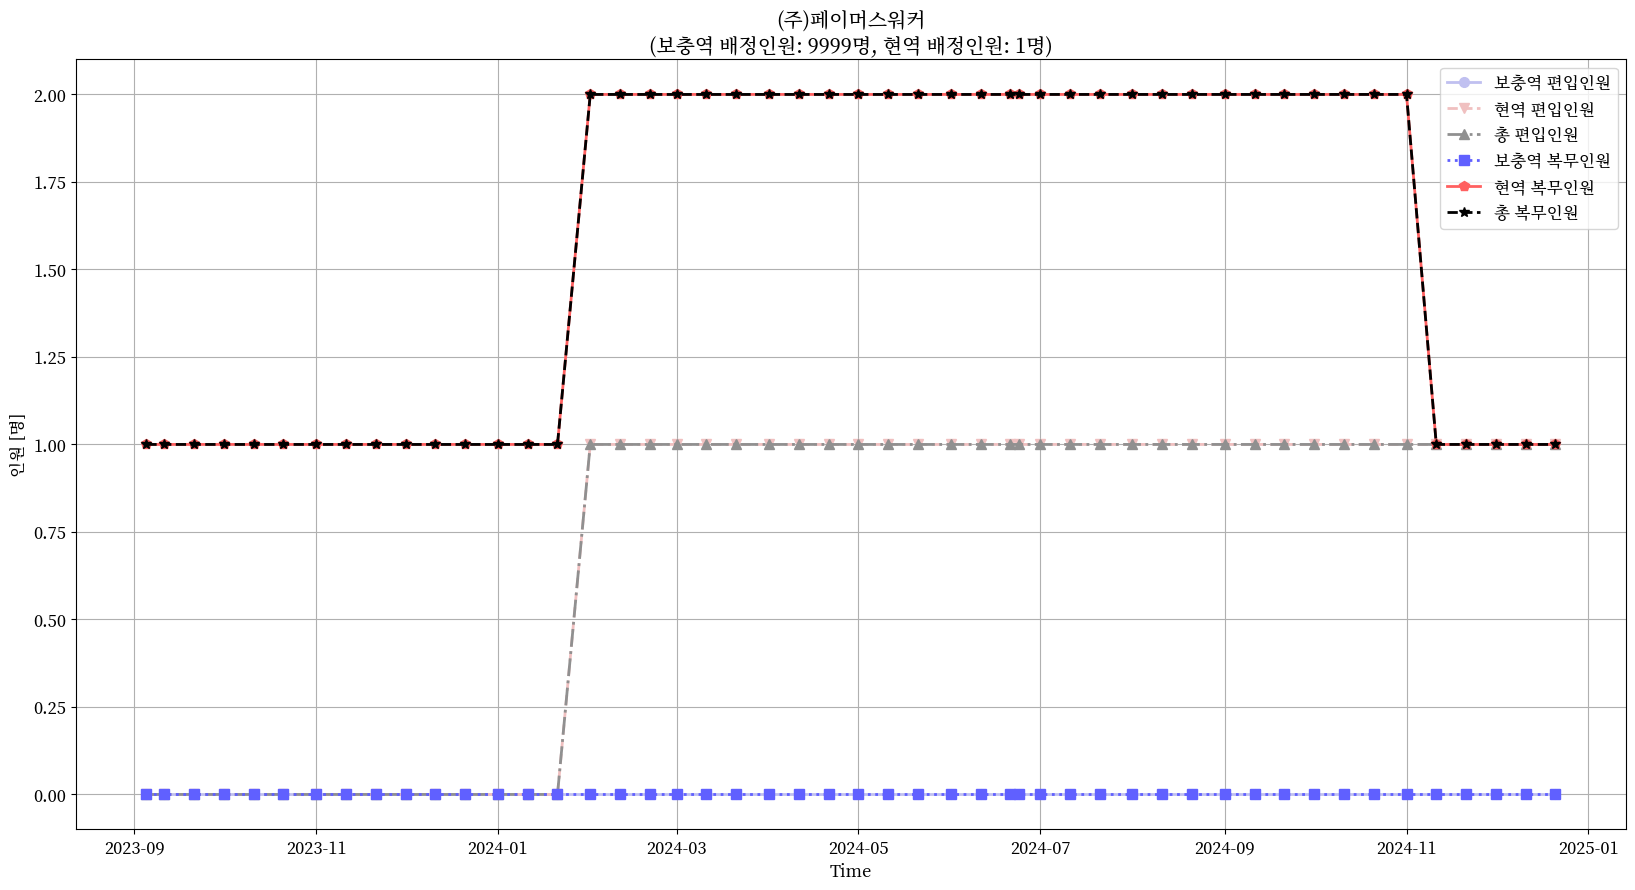 (주)페이머스워커
(보충역 배정인원: 9999명, 현역 배정인원: 1명)
보충역 편입인원
현역 편입인원
총 편입인원
보충역 복무인원
현역 복무인원
총 복무인원
2.00
1.75
1.50
1.25
1.00
0.75
0.50
0.25
0.00
인원 [명]
2023-09
2023-11
2024-01
2024-03
2024-05
2024-07
2024-09
2024-11
2025-01
Time